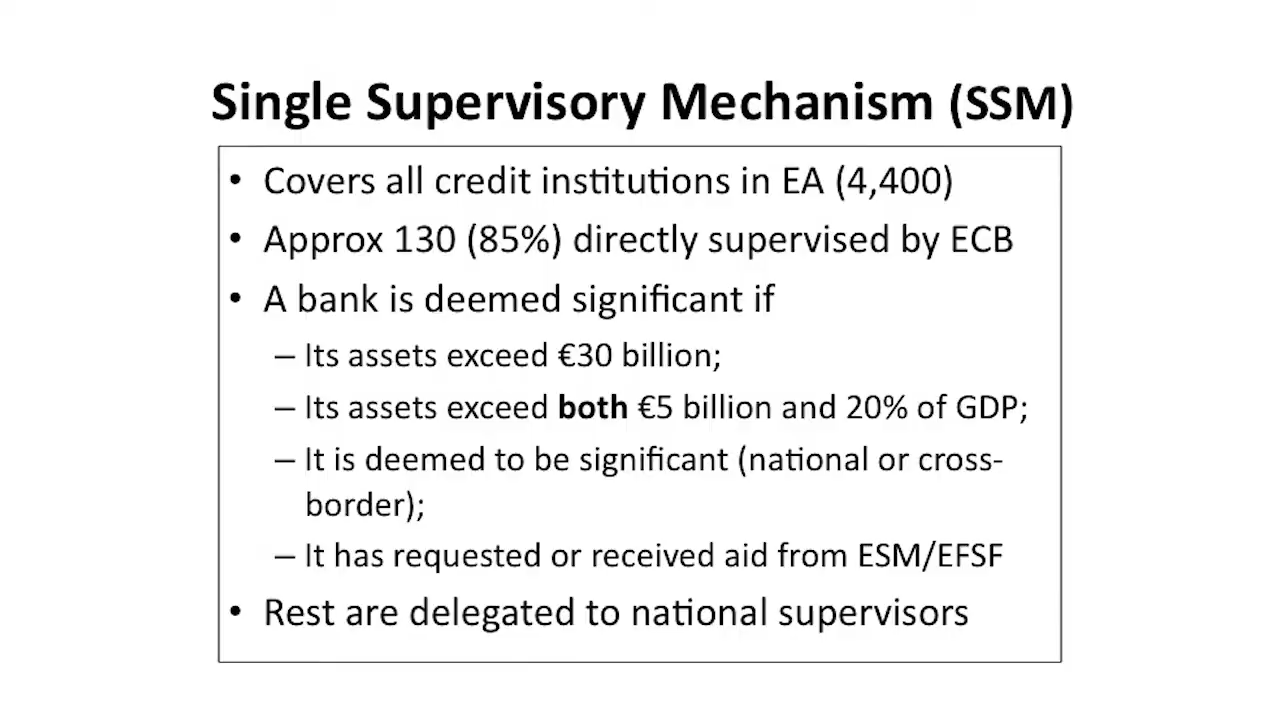 Single Supervisory Mechanism (SSM)
• Covers all credit institutions in EA (4,400)
• Approx 130 (85%) directly supervised by ECB
• A bank is deemed significant if
– Its assets exceed €30 billion;
– Its assets exceed both €5 billion and 20% of GDP;
– It is deemed to be significant (national or cross-
border);
– It has requested or received aid from ESM/EFSF
• Rest are delegated to national supervisors